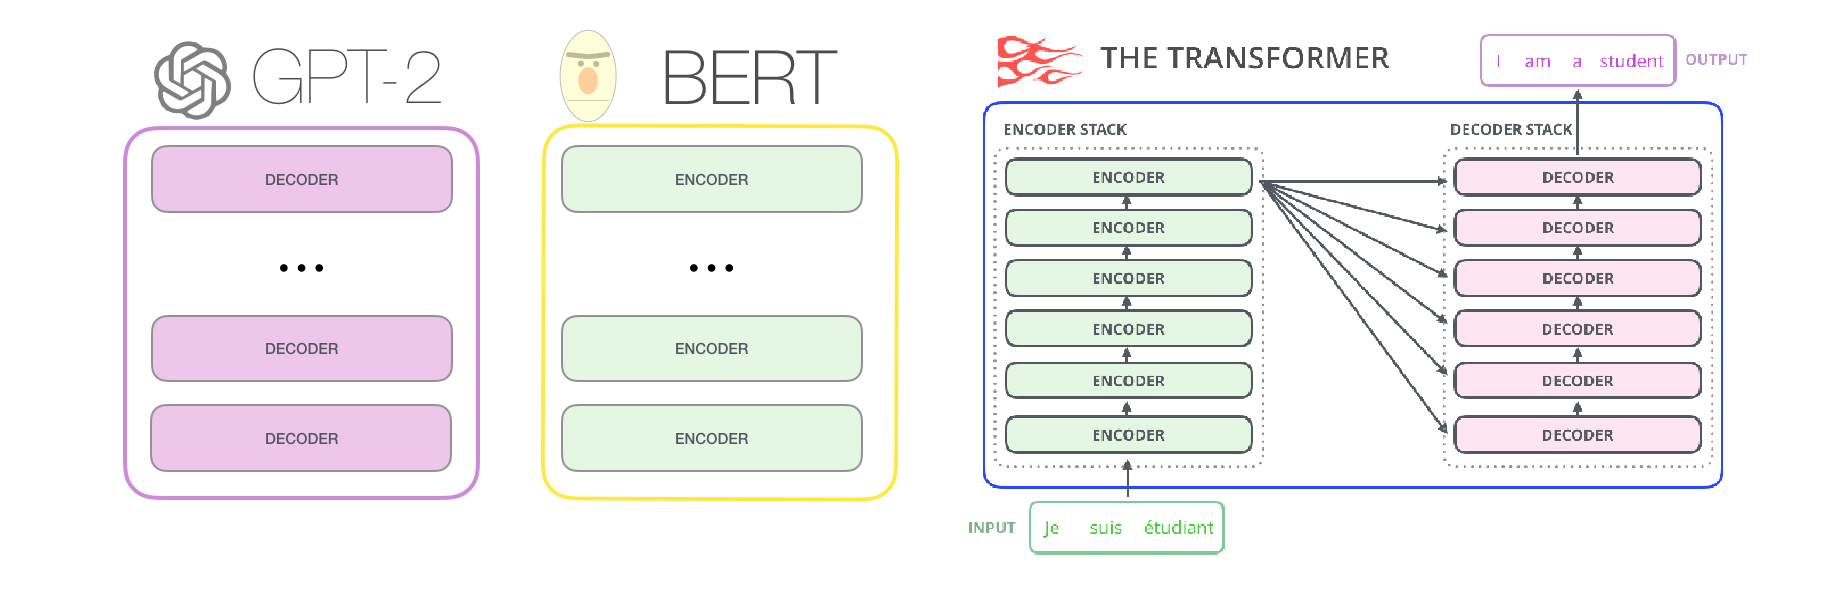 GPT-2
DECODER
...
DECODER
DECODER
BERT
ENCODER
...
ENCODER
ENCODER
THE TRANSFORMER
I am a student
OUTPUT
ENCODER STACK
ENCODER
ENCODER
ENCODER
ENCODER
ENCODER
ENCODER
DECODER STACK
DECODER
DECODER
DECODER
DECODER
DECODER
DECODER
INPUT
Je suis étudiant